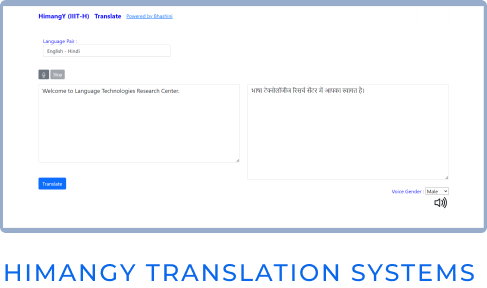 HimangY (IIIT-H) Translate Powered by Bhashini
Language Pair :
English - Hindi
Stop
Welcome to Language Technologies Research Center.
भाषा टेक्नोलॉजीज रिसर्च सेंटर में आपका स्वागत है।
Translate
Voice Gender : Male
HIMANGY TRANSLATION SYSTEMS